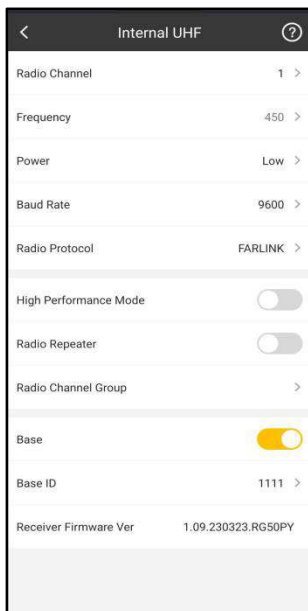 Internal UHF
Radio Channel 1
Frequency 450
Power Low
Baud Rate 9600
Radio Protocol FARLINK
High Performance Mode
Radio Repeater
Radio Channel Group
Base
Base ID 1111
Receiver Firmware Ver 1.09.230323.RG50PY